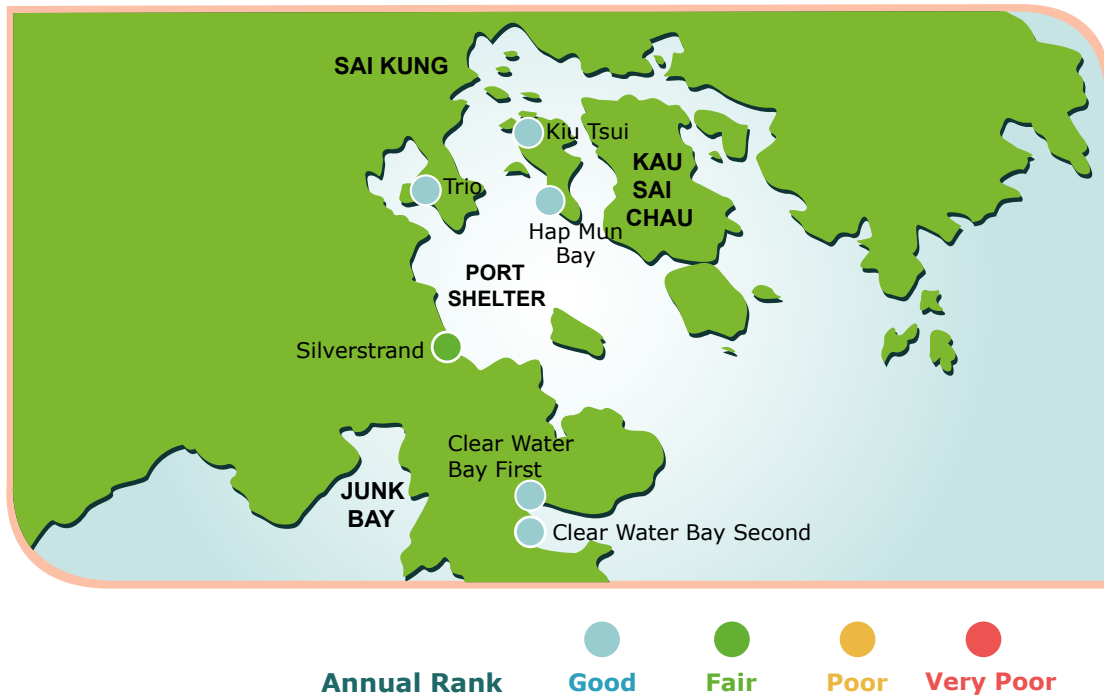 SAI KUNG
Kiu Tsui
KAU
SAI
CHAU
Trio
Hap Mun
Bay
PORT
SHELTER
Silverstrand
Clear Water
Bay First
JUNK
BAY
Clear Water Bay Second
Annual Rank
Good
Fair
Poor
Very Poor